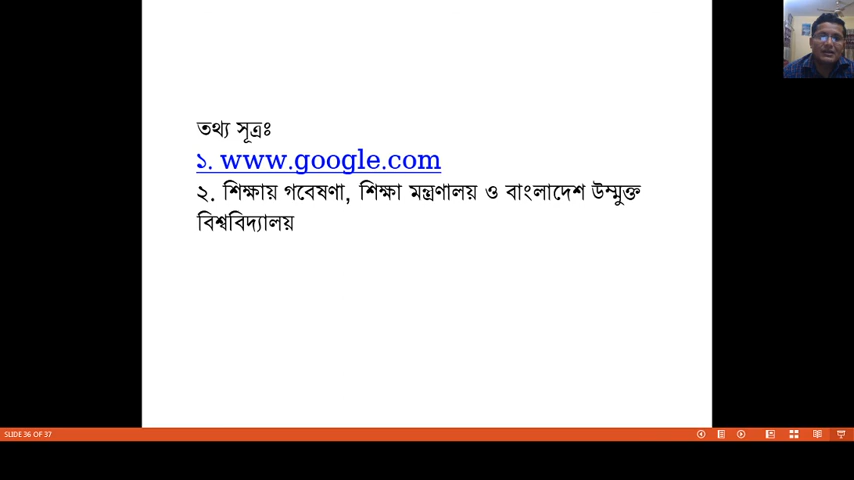 তথ্য সূত্রঃ
১. www.google.com
২. শিক্ষায় গবেষণা, শিক্ষা মন্ত্রণালয় ও বাংলাদেশ উম্মুক্ত
বিশ্ববিদ্যালয়
SLIDE 36 OF 37